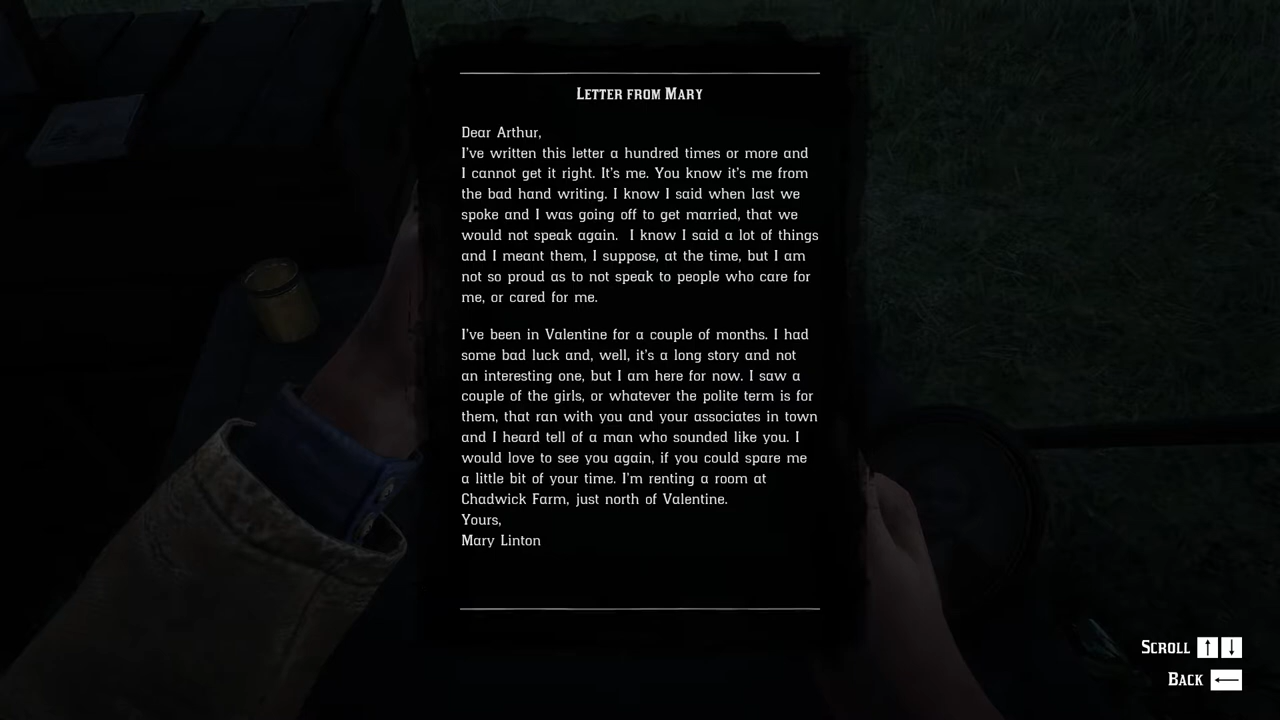 Letter from Mary
Dear Arthur,
I've written this letter a hundred times or more and
I cannot get it right. It's me. You know it's me from
the bad hand writing. I know I said when last we
spoke and I was going off to get married, that we
would not speak again.  I know I said a lot of things
and I meant them, I suppose, at the time, but I am
not so proud as to not speak to people who care for
me, or cared for me.
I've been in Valentine for a couple of months. I had
some bad luck and, well, it's a long story and not
an interesting one, but I am here for now. I saw a
couple of the girls, or whatever the polite term is for
them, that ran with you and your associates in town
and I heard tell of a man who sounded like you. I
would love to see you again, if you could spare me
a little bit of your time. I'm renting a room at
Chadwick Farm, just north of Valentine.
Yours,
Mary Linton
Scroll ↑ ↓
Back ←